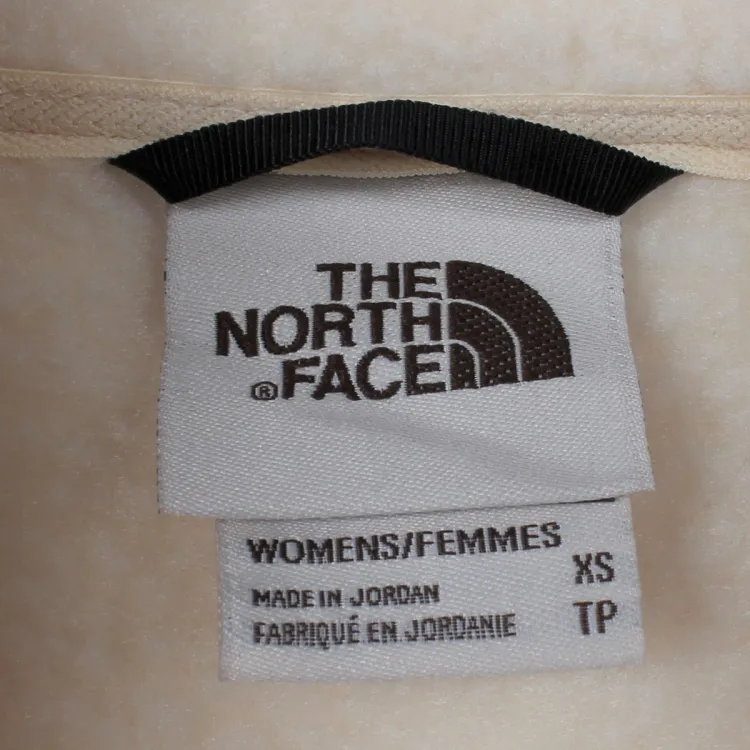 THE
NORTH
® FACE
WOMENS/FEMMES
XS
MADE IN JORDAN
TP
FABRIQUÉ EN JORDANIE